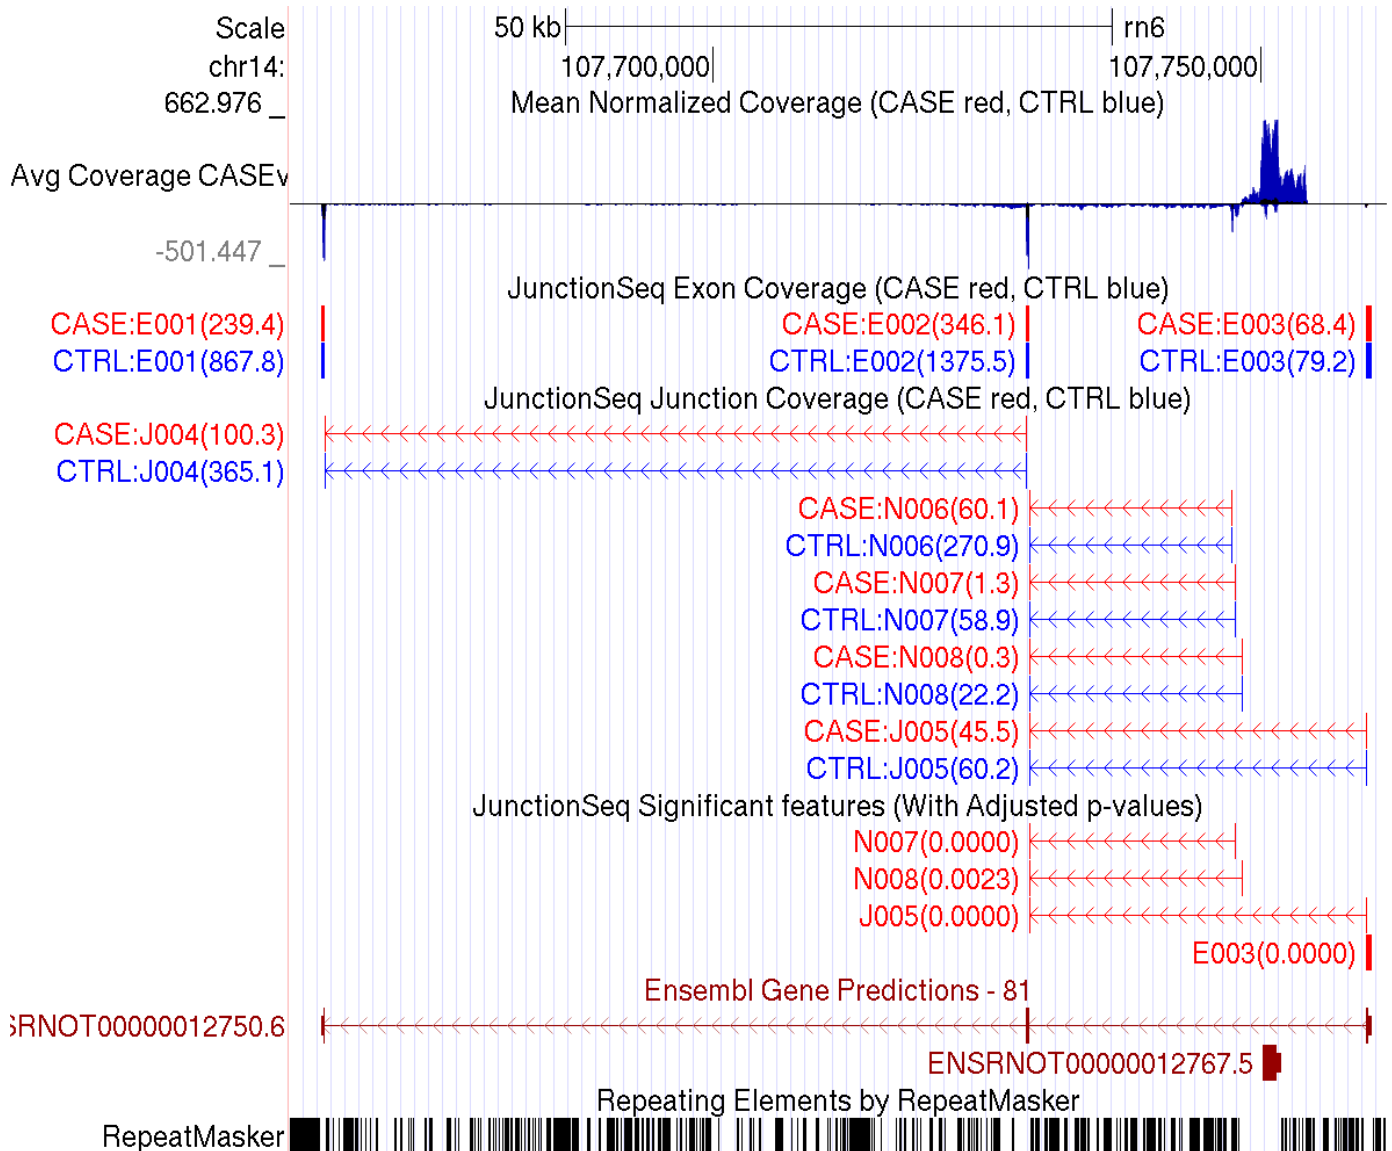 Scale 50 kb rn6
chr14: 107,700,000 107,750,000
662.976 _ Mean Normalized Coverage (CASE red, CTRL blue)
Avg Coverage CASEv
-501.447 _
JunctionSeq Exon Coverage (CASE red, CTRL blue)
CASE:E001(239.4) CASE:E002(346.1) CASE:E003(68.4)
CTRL:E001(867.8) CTRL:E002(1375.5) CTRL:E003(79.2)
JunctionSeq Junction Coverage (CASE red, CTRL blue)
CASE:J004(100.3)
CTRL:J004(365.1)
CASE:N006(60.1)
CTRL:N006(270.9)
CASE:N007(1.3)
CTRL:N007(58.9)
CASE:N008(0.3)
CTRL:N008(22.2)
CASE:J005(45.5)
CTRL:J005(60.2)
JunctionSeq Significant features (With Adjusted p-values)
N007(0.0000)
N008(0.0023)
J005(0.0000)
E003(0.0000)
Ensembl Gene Predictions - 81
SRNOT00000012750.6
ENSRNOT00000012767.5
Repeating Elements by RepeatMasker
RepeatMasker